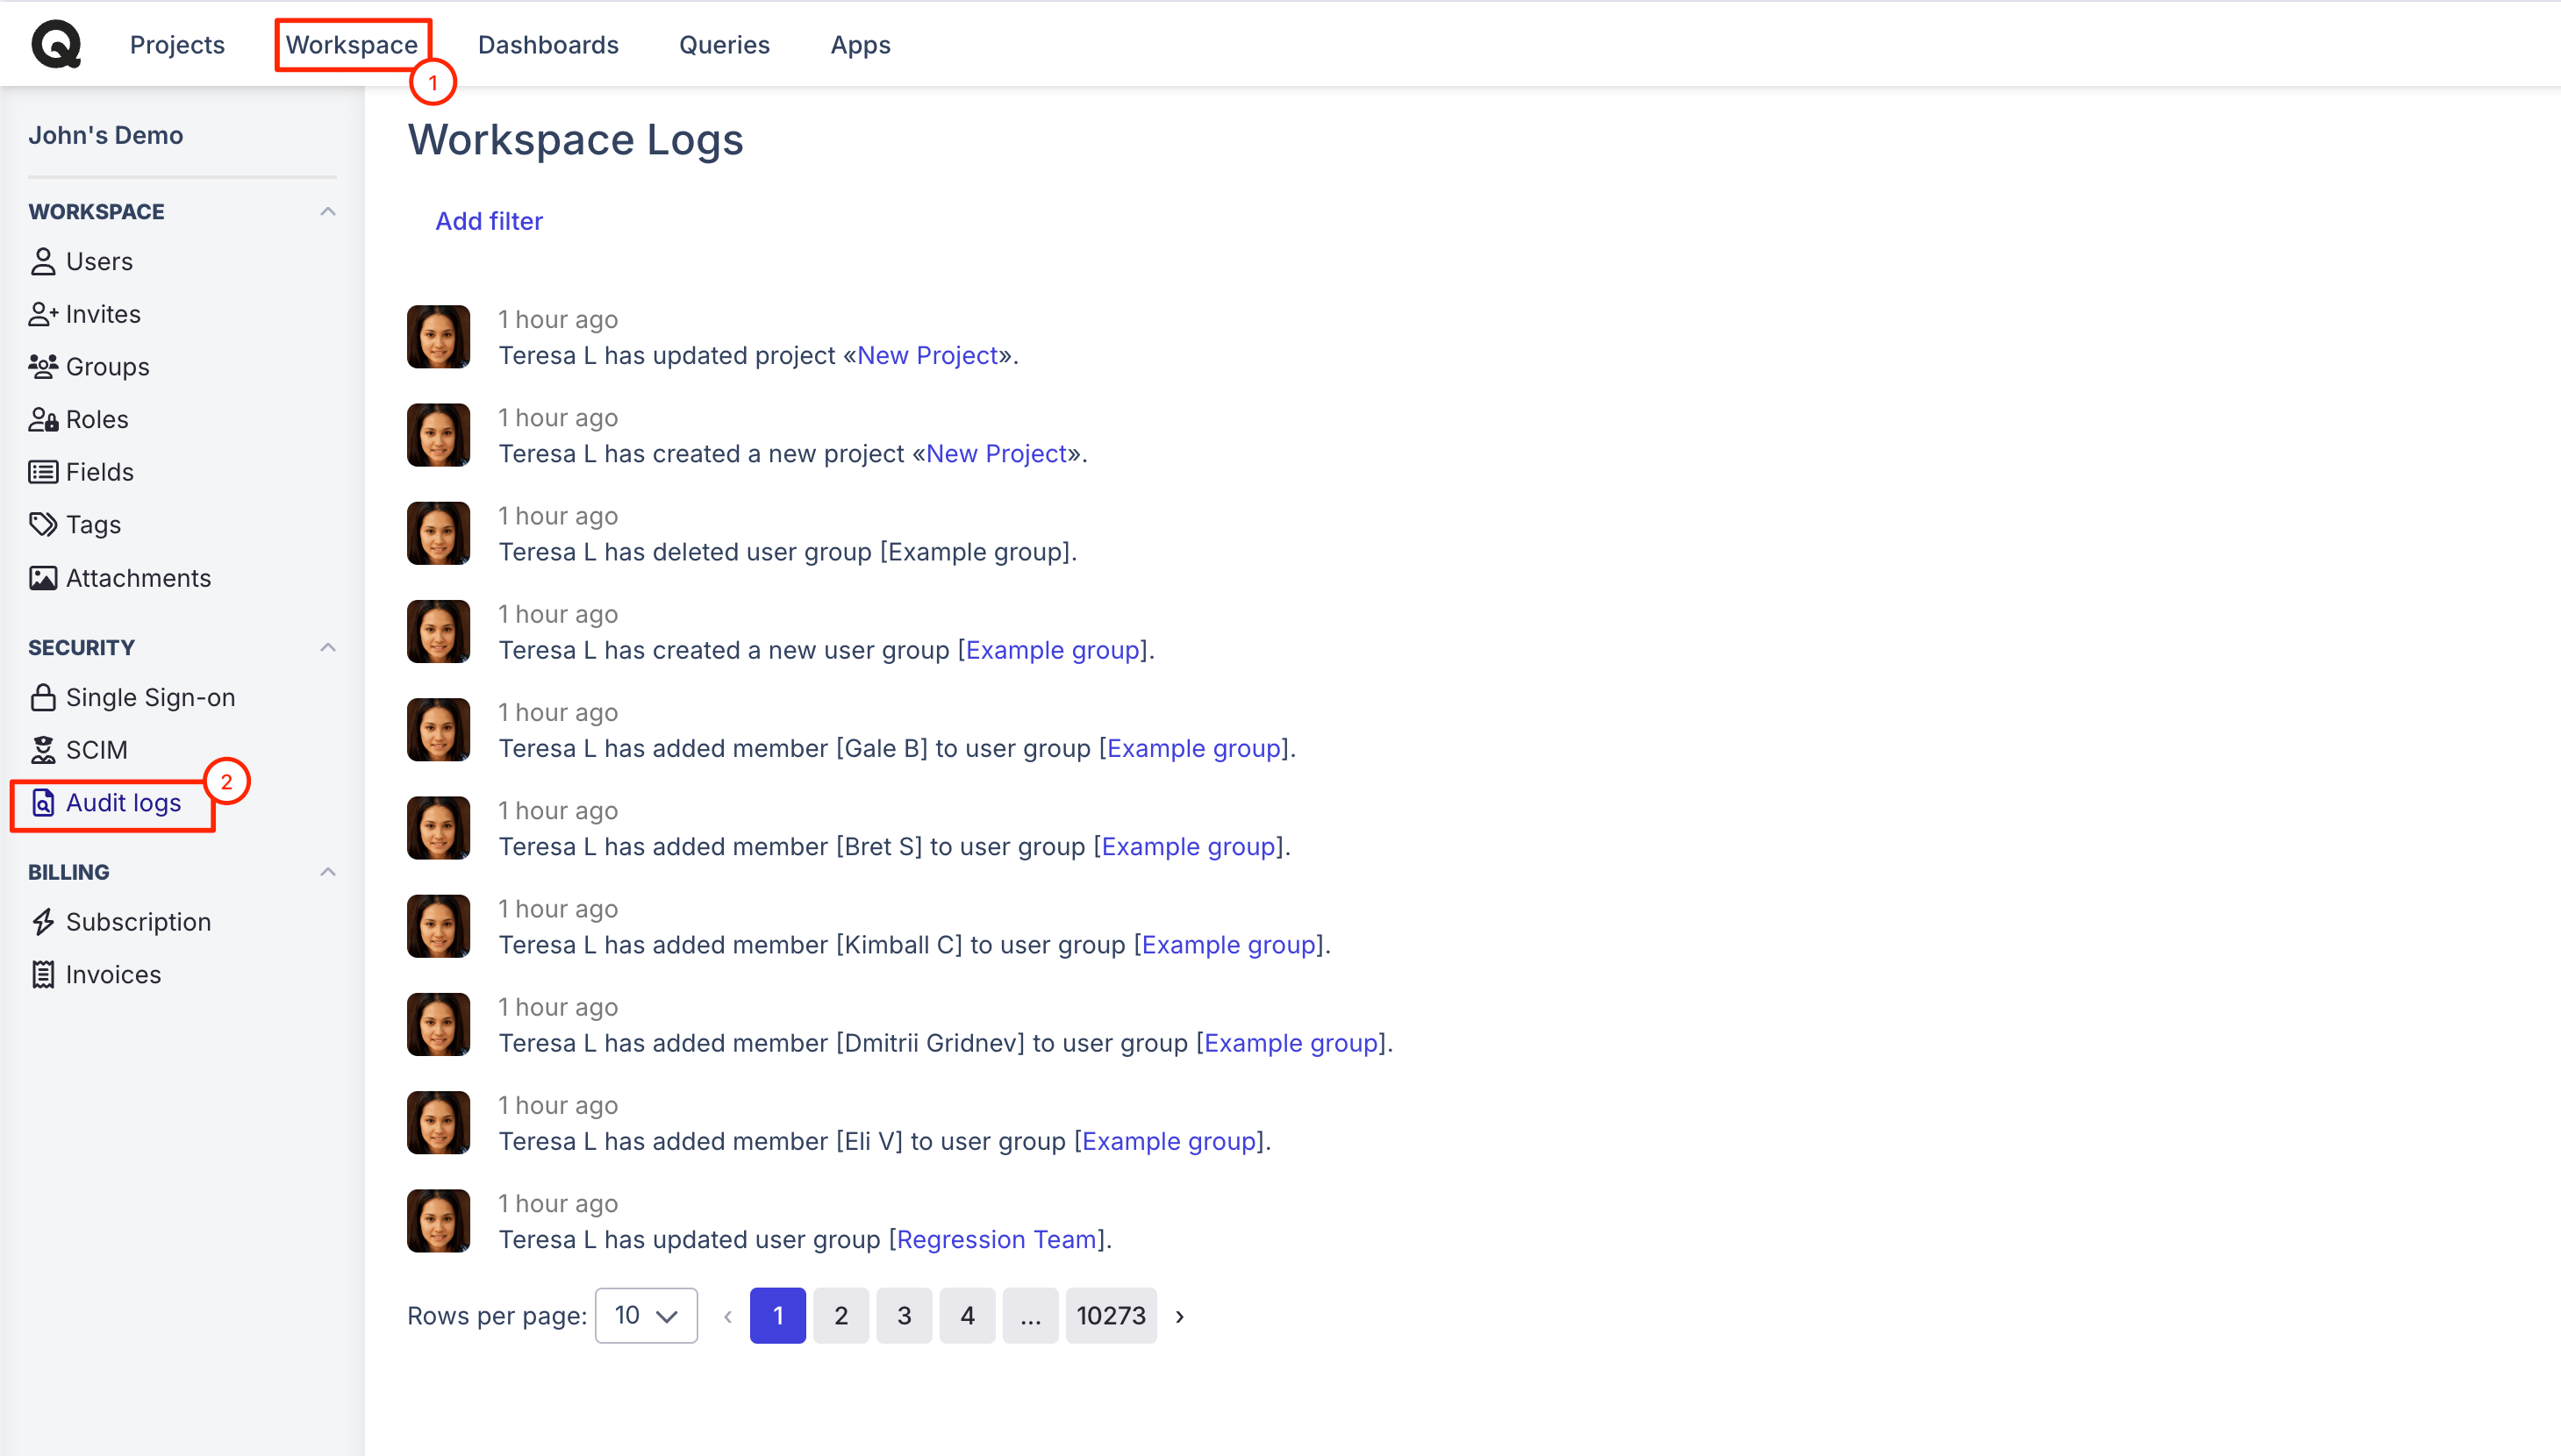 Projects
Workspace
Dashboards
Queries
Apps
1
John's Demo
WORKSPACE
Users
Invites
Groups
Roles
Fields
Tags
Attachments
SECURITY
Single Sign-on
SCIM
Audit logs
2
BILLING
Subscription
Invoices
Workspace Logs
Add filter
1 hour ago
Teresa L has updated project «New Project».
1 hour ago
Teresa L has created a new project «New Project».
1 hour ago
Teresa L has deleted user group [Example group].
1 hour ago
Teresa L has created a new user group [Example group].
1 hour ago
Teresa L has added member [Gale B] to user group [Example group].
1 hour ago
Teresa L has added member [Bret S] to user group [Example group].
1 hour ago
Teresa L has added member [Kimball C] to user group [Example group].
1 hour ago
Teresa L has added member [Dmitrii Gridnev] to user group [Example group].
1 hour ago
Teresa L has added member [Eli V] to user group [Example group].
1 hour ago
Teresa L has updated user group [Regression Team].
Rows per page: 10 ‹ 1 2 3 4 ... 10273 ›